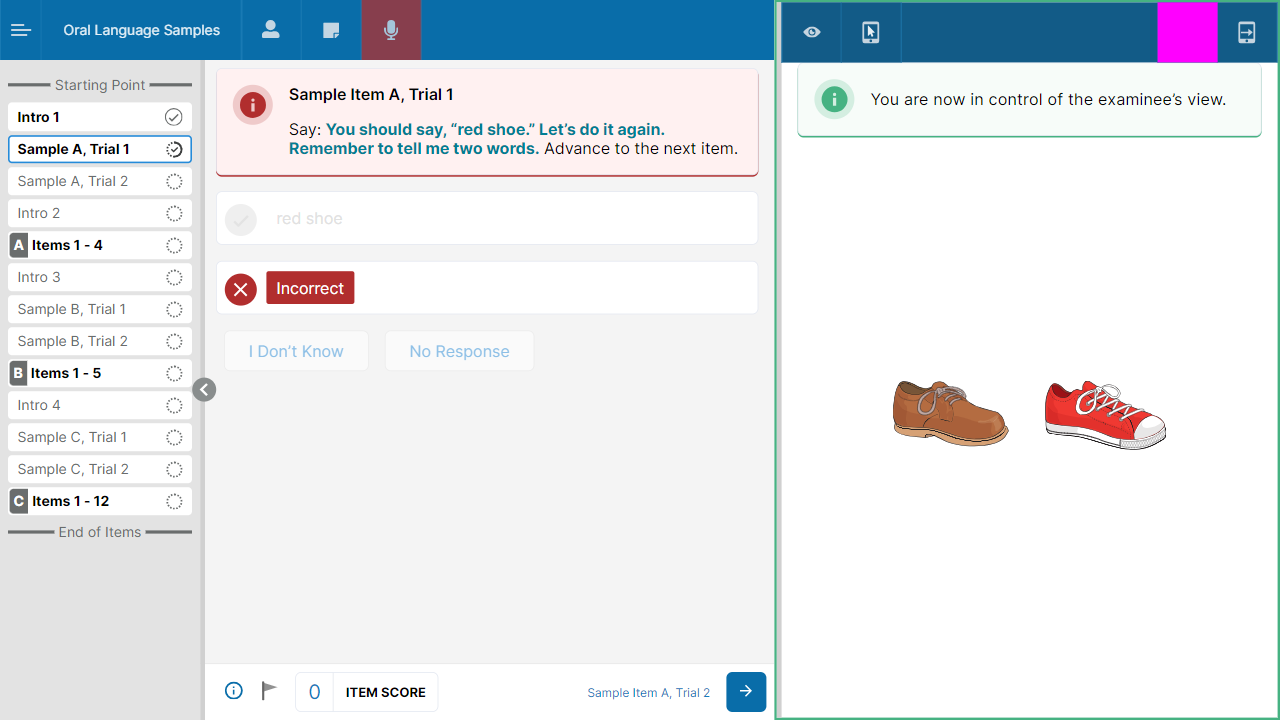 Oral Language Samples
Starting Point
Intro 1
Sample A, Trial 1
Sample A, Trial 2
Intro 2
A Items 1 - 4
Intro 3
Sample B, Trial 1
Sample B, Trial 2
B Items 1 - 5
Intro 4
Sample C, Trial 1
Sample C, Trial 2
C Items 1 - 12
End of Items
Sample Item A, Trial 1
Say: You should say, “red shoe.” Let’s do it again.
Remember to tell me two words. Advance to the next item.
red shoe
Incorrect
I Don’t Know
No Response
0 ITEM SCORE
Sample Item A, Trial 2
You are now in control of the examinee’s view.